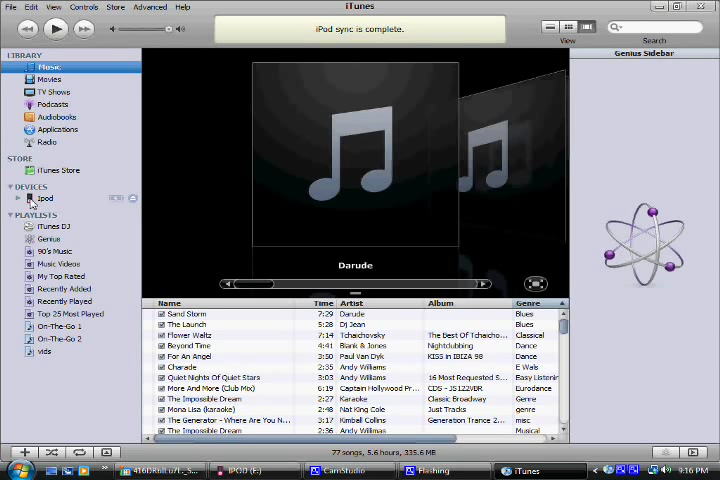 File Edit View Controls Store Advanced Help
iTunes
iPod sync is complete.
View
Search
LIBRARY
Music
Movies
TV Shows
Podcasts
Audiobooks
Applications
Radio
STORE
iTunes Store
DEVICES
Ipod
PLAYLISTS
iTunes DJ
Genius
90's Music
Music Videos
My Top Rated
Recently Added
Recently Played
Top 25 Most Played
On-The-Go 1
On-The-Go 2
vids
Darude
Genius Sidebar
Name Time Artist Album Genre
Sand Storm 7:29 Darude Blues
The Launch 5:28 Dj Jean Blues
Flower Waltz 7:14 Tchaichovsky The Best Of Tchaicho... Classical
Beyond Time 4:41 Blank & Jones Nightclubbing Dance
For An Angel 3:50 Paul Van Dyk KISS in IBIZA 98 Dance
Charade 2:35 Andy Williams E Wals
Quiet Nights Of Quiet Stars 3:03 Andy Williams 16 Most Requested S... Easy Listening
More And More (Club Mix) 6:19 Captain Hollywood Pr... CDS - JS122VBR Eurodance
The Impossible Dream 2:27 Karaoke Classic Broadway Genre
Mona Lisa (karaoke) 2:48 Nat King Cole Just Tracks genre
The Generator - Where Are You N... 3:17 Kimball Collins Generation Trance 2... misc
The Impossible Dream 2:35 Andy Williams Musical
77 songs, 5.6 hours, 335.6 MB
IPOD (E:)
CamStudio
Flashing
iTunes
9:16 PM